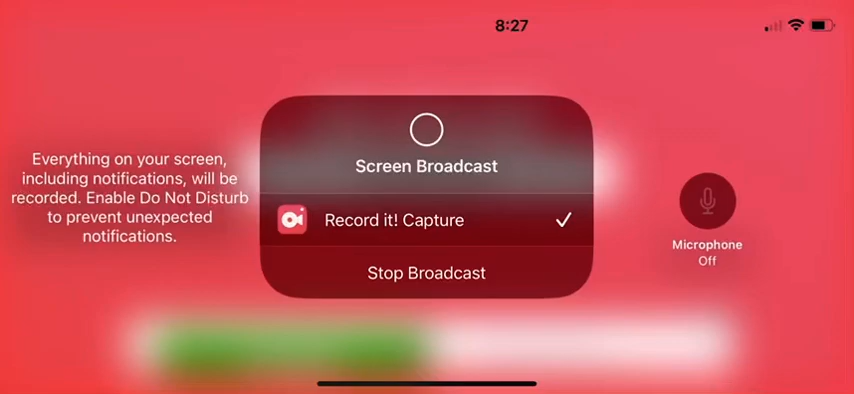 8:27
Everything on your screen,
including notifications, will be
recorded. Enable Do Not Disturb
to prevent unexpected
notifications.
Screen Broadcast
Record it! Capture
Stop Broadcast
Microphone
Off